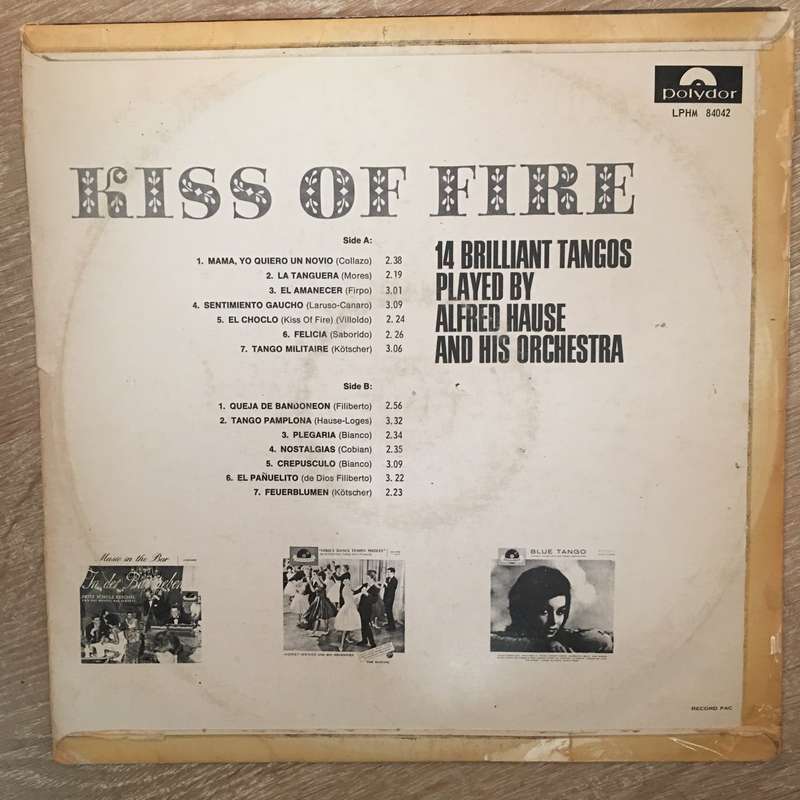 Polydor
LPHM 84042
KISS OF FIRE
14 BRILLIANT TANGOS
PLAYED BY
ALFRED HAUSE
AND HIS ORCHESTRA
Side A:
1. MAMA, YO QUIERO UN NOVIO (Collazo) 2.38
2. LA TANGUERA (Mores) 2.19
3. EL AMANECER (Firpo) 3.01
4. SENTIMIENTO GAUCHO (Laruso-Canaro) 3.09
5. EL CHOCLO (Kiss Of Fire) (Villoldo) 2.24
6. FELICIA (Saborido) 2.26
7. TANGO MILITAIRE (Kötscher) 3.06
Side B:
1. QUEJA DE BANDONEON (Filiberto) 2.56
2. TANGO PAMPLONA (Hause-Loges) 3.32
3. PLEGARIA (Bianco) 2.34
4. NOSTALGIAS (Cobian) 2.35
5. CREPUSCULO (Bianco) 3.09
6. EL PAÑUELITO (de Dios Filiberto) 3.22
7. FEUERBLUMEN (Kötscher) 2.23
Music in the Bar
In der Bar
BLUE TANGO
RECORD PAC